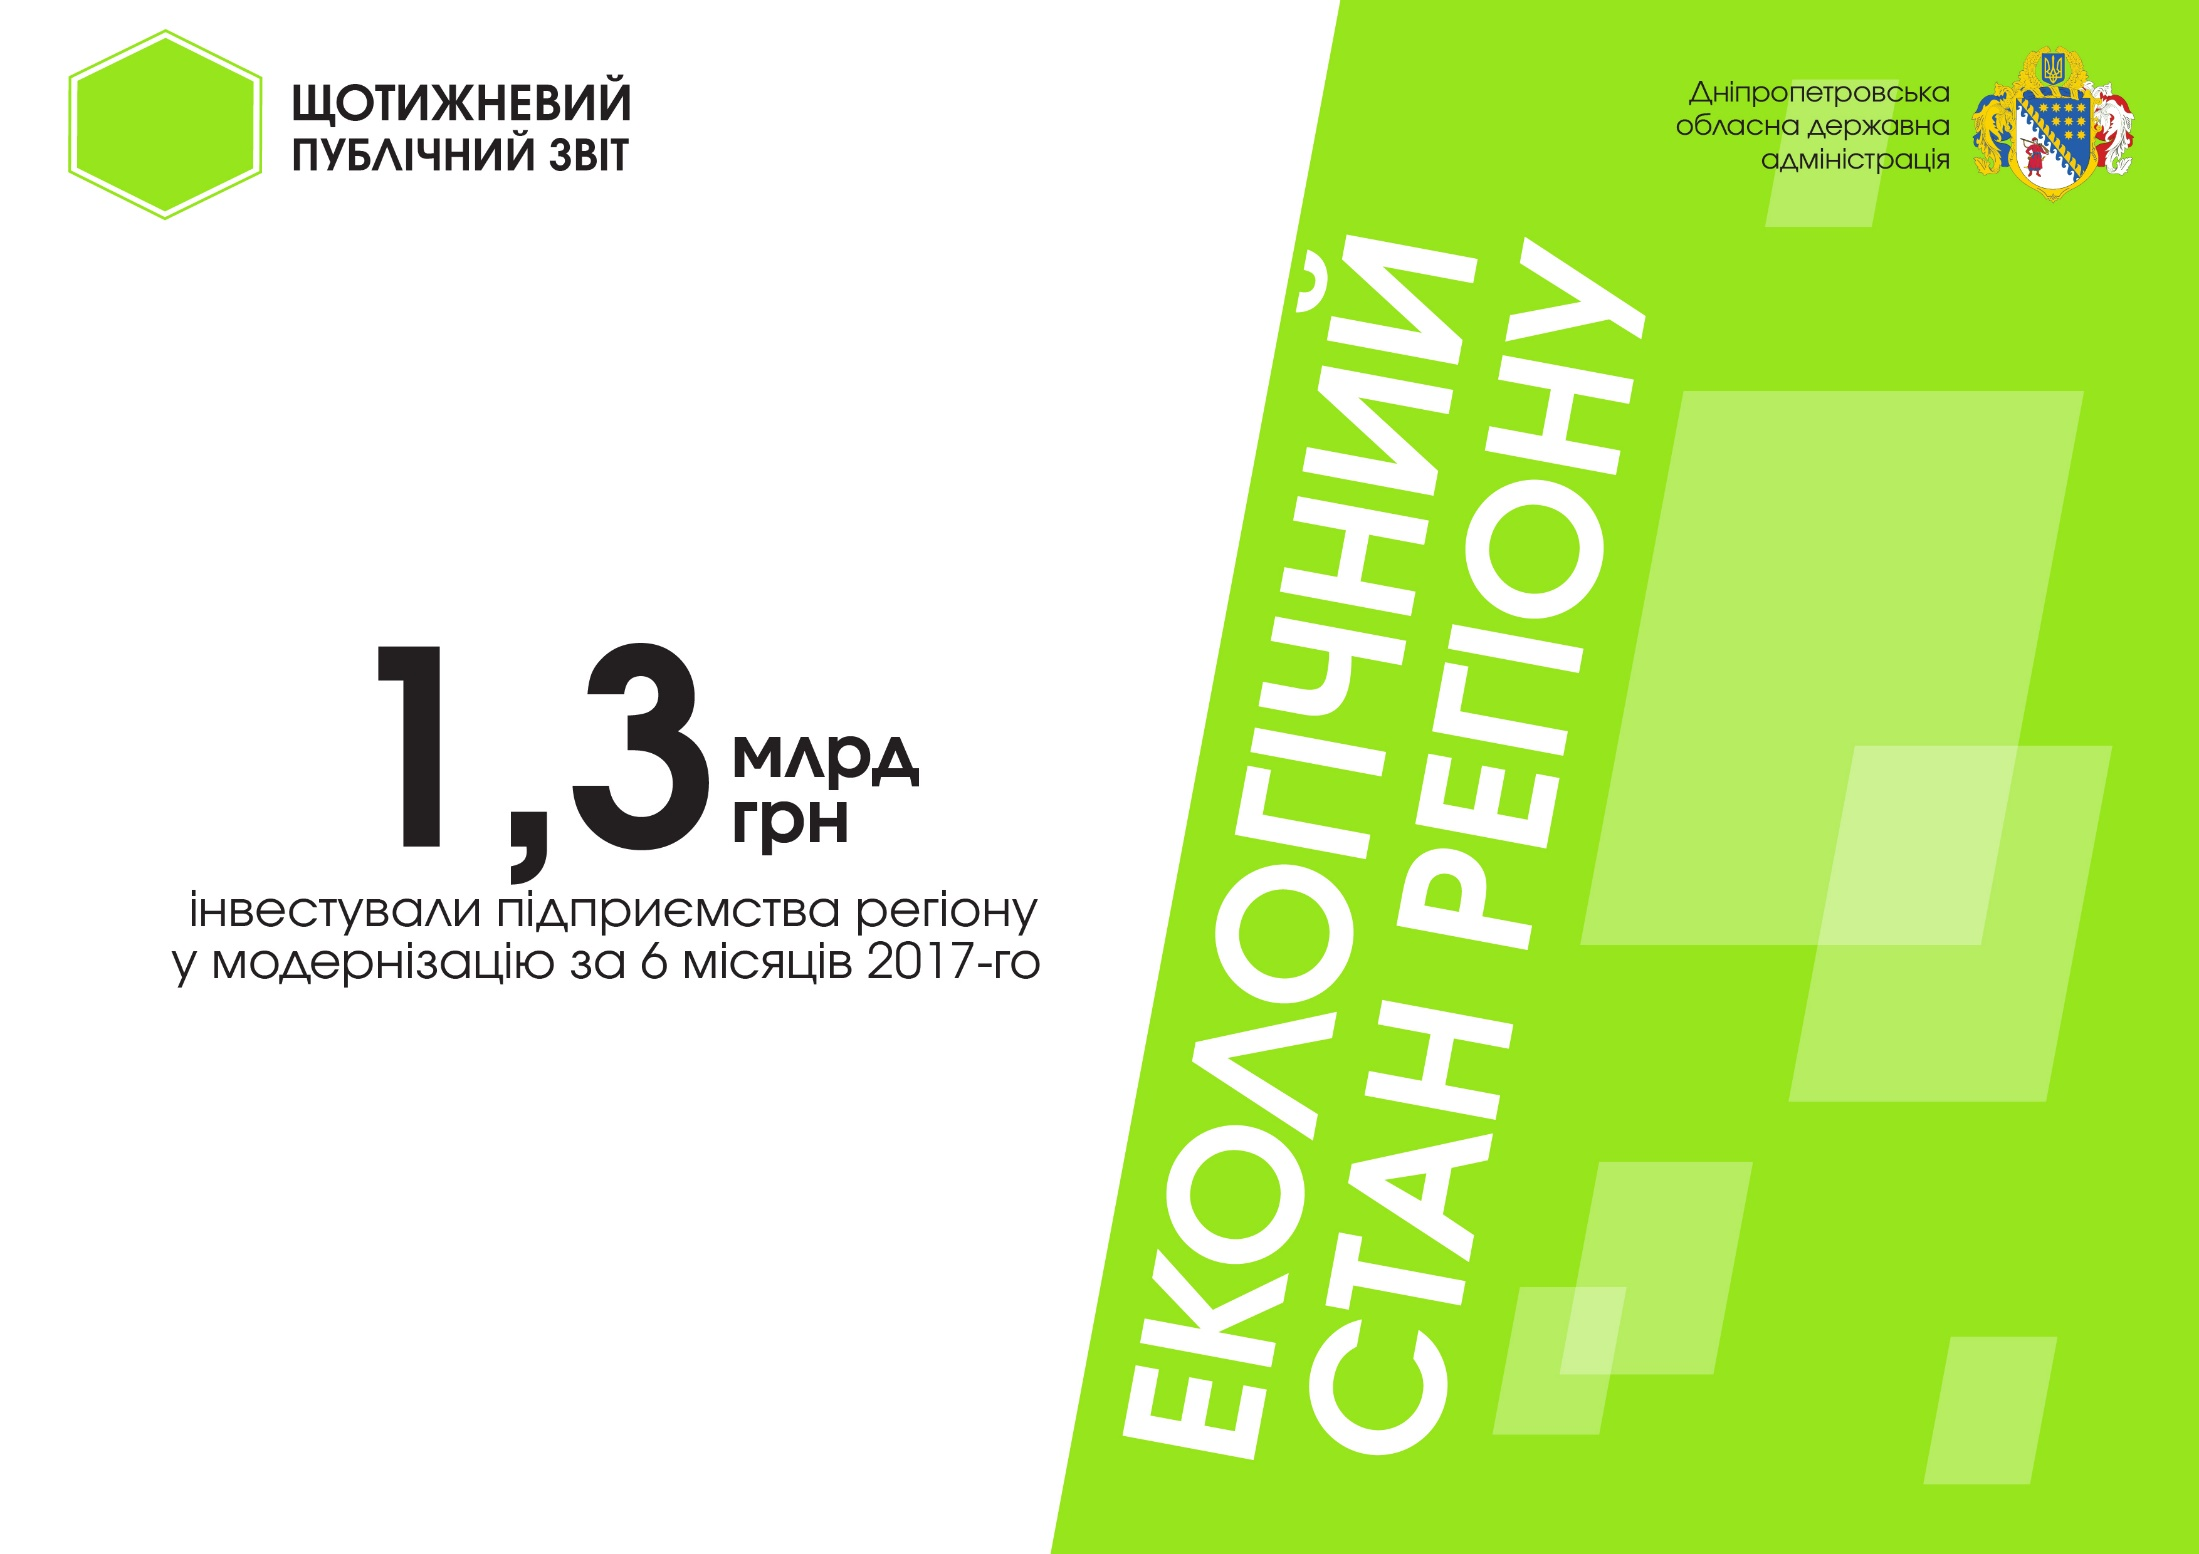 ЩОТИЖНЕВИЙ
ПУБЛІЧНИЙ ЗВІТ
Дніпропетровська
обласна державна
адміністрація
ЕКОЛОГІЧНИЙ
СТАН РЕГІОНУ
1,3 млрд
грн
інвестували підприємства регіону
у модернізацію за 6 місяців 2017-го